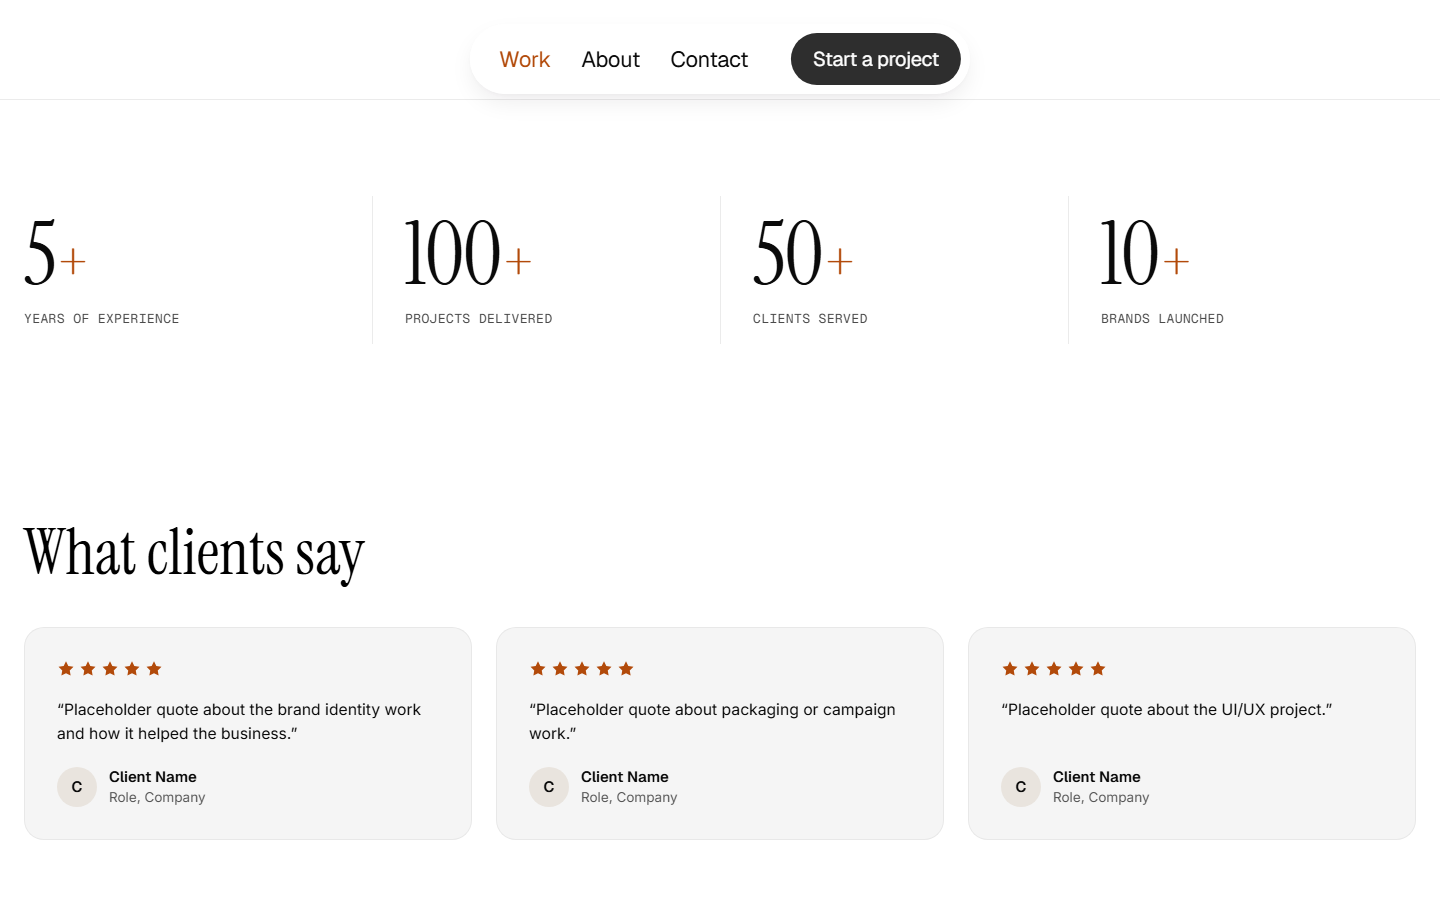 Work About Contact Start a project
5+ 100+ 50+ 10+
YEARS OF EXPERIENCE PROJECTS DELIVERED CLIENTS SERVED BRANDS LAUNCHED
What clients say
“Placeholder quote about the brand identity work
and how it helped the business.”
C
Client Name
Role, Company
“Placeholder quote about packaging or campaign
work.”
C
Client Name
Role, Company
“Placeholder quote about the UI/UX project.”
C
Client Name
Role, Company